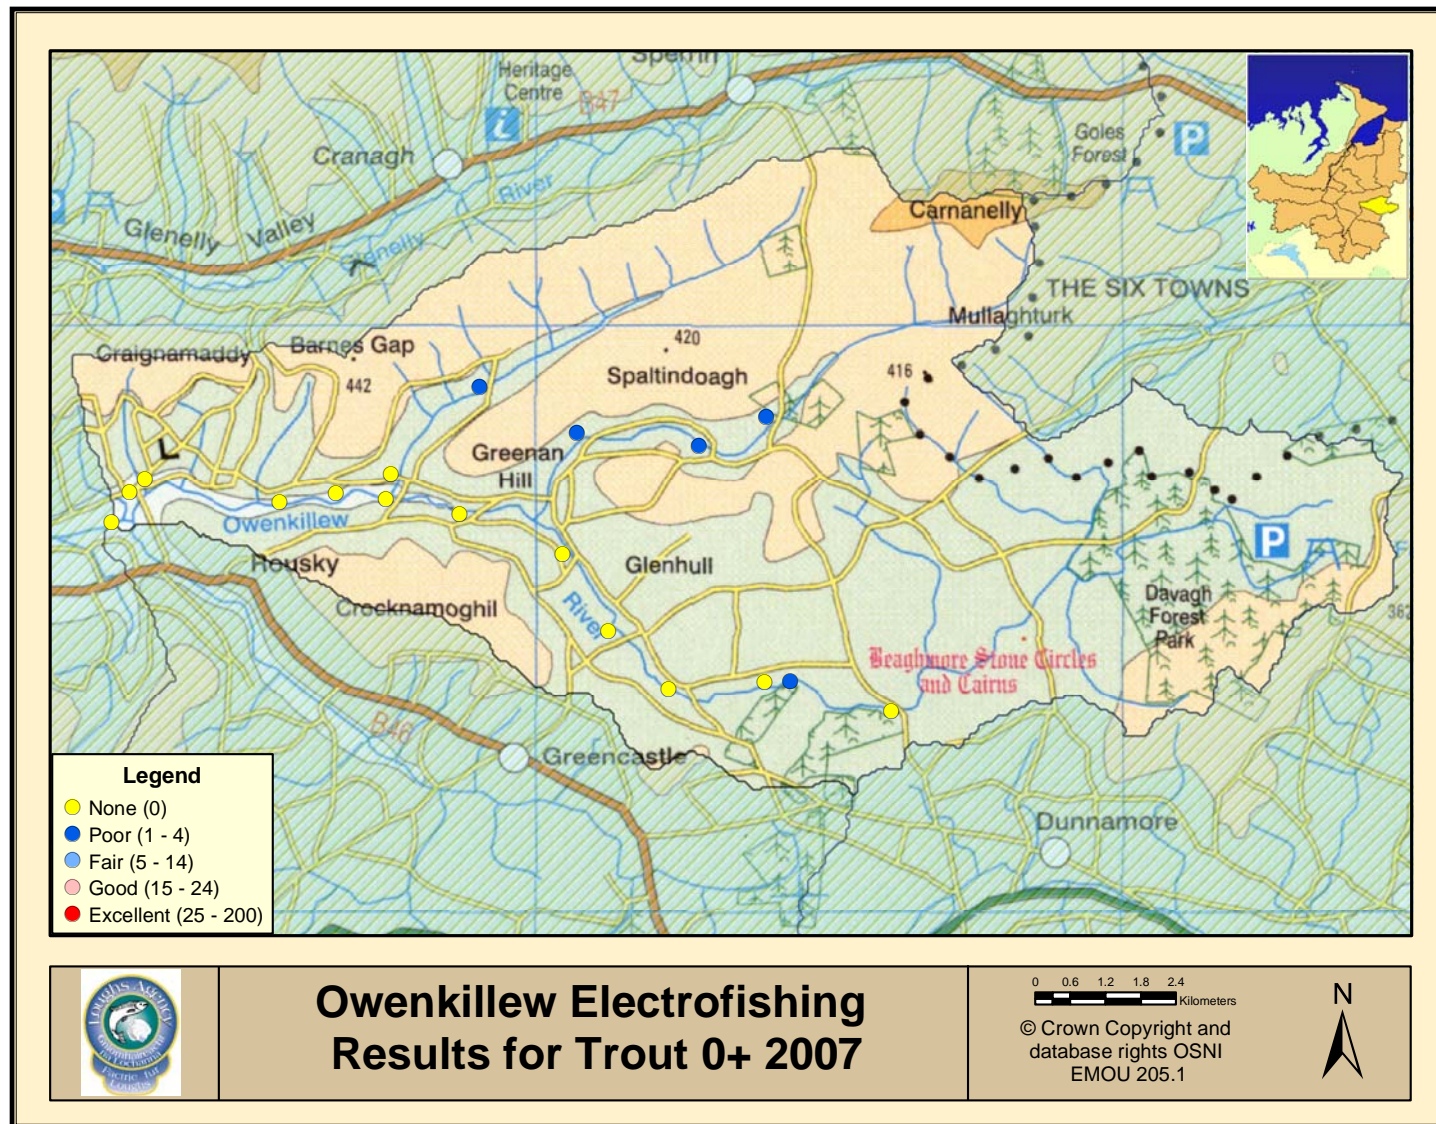 Sperrin
Heritage
Centre
B47
i
Cranagh
River
Goles
Forest
P
Glenelly Valley
Carnanelly
THE SIX TOWNS
Mullaghturk
Craignamaddy
Barnes Gap
442
420
Spaltindoagh
416
Greenan
Hill
Owenkillew
Rousky
Glenhull
P
Crocknamoghil
River
Davagh
Forest
Park
362
Beaghmore Stone Circles
and Cairns
B46
Greencastle
Dunnamore
Legend
None (0)
Poor (1 - 4)
Fair (5 - 14)
Good (15 - 24)
Excellent (25 - 200)
Loughs Agency
Owenkillew Electrofishing
Results for Trout 0+ 2007
0 0.6 1.2 1.8 2.4
Kilometers
© Crown Copyright and
database rights OSNI
EMOU 205.1
N